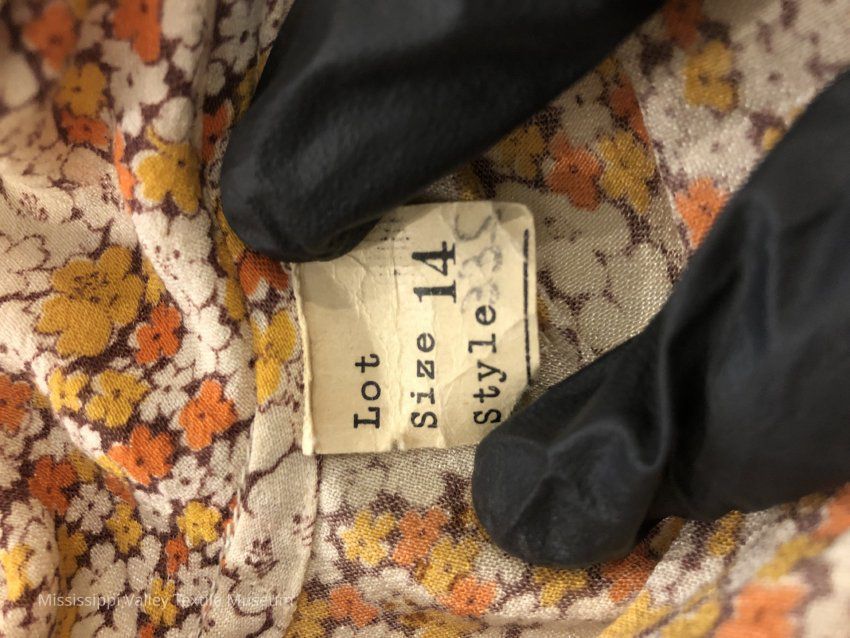 Lot
Size 14
Style
Mississippi Valley Textile Museum